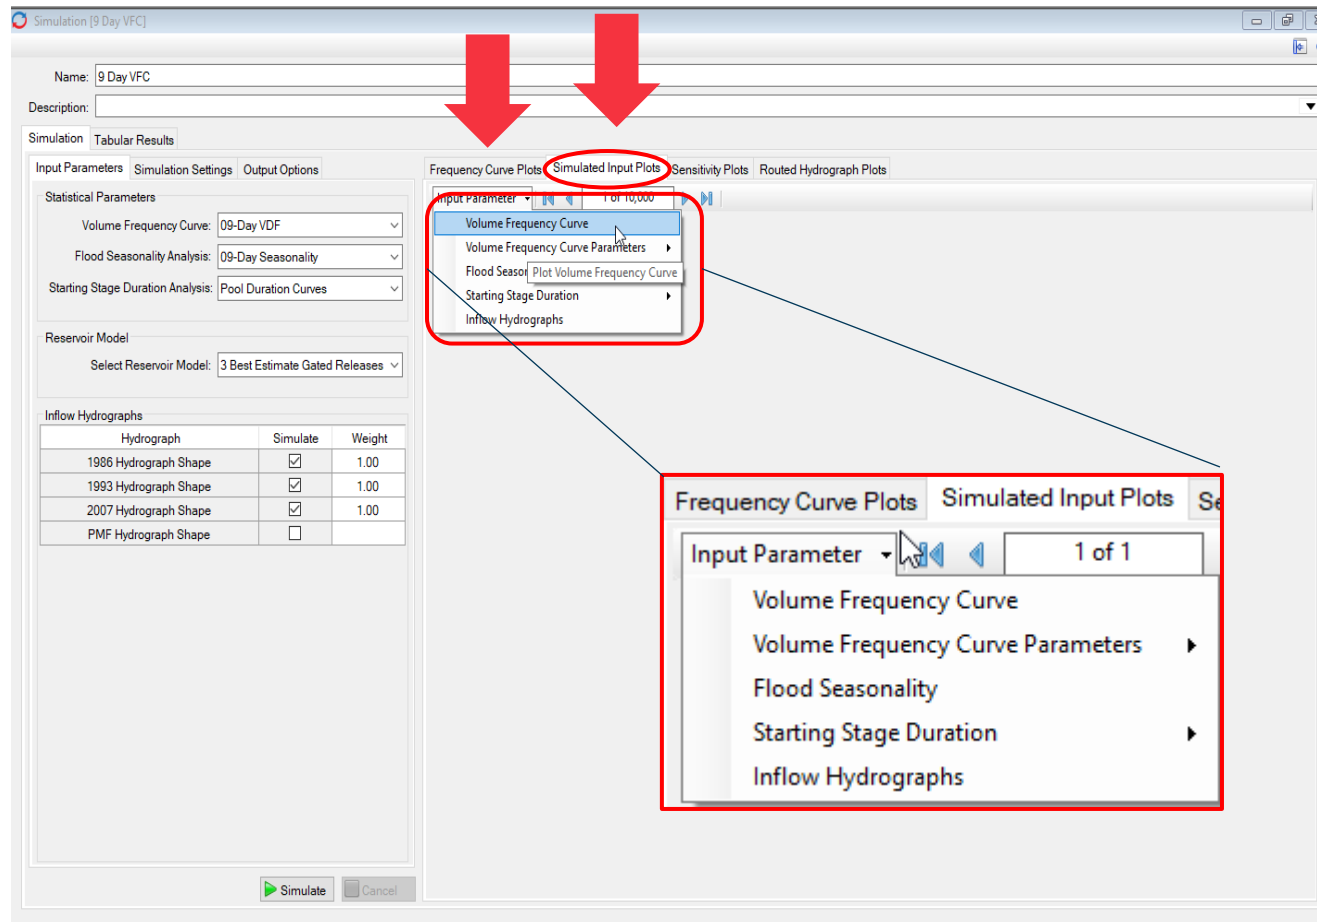 Simulation [9 Day VFC]
Name: 9 Day VFC
Description:
Simulation Tabular Results
Input Parameters Simulation Settings Output Options
Statistical Parameters
Volume Frequency Curve: 09-Day VDF
Flood Seasonality Analysis: 09-Day Seasonality
Starting Stage Duration Analysis: Pool Duration Curves
Reservoir Model
Select Reservoir Model: 3 Best Estimate Gated Releases
Inflow Hydrographs
Hydrograph Simulate Weight
1986 Hydrograph Shape 1.00
1993 Hydrograph Shape 1.00
2007 Hydrograph Shape 1.00
PMF Hydrograph Shape
Simulate Cancel
Frequency Curve Plots Simulated Input Plots Sensitivity Plots Routed Hydrograph Plots
Input Parameter 1 of 10,000
Volume Frequency Curve
Volume Frequency Curve Parameters
Flood Seasor
Plot Volume Frequency Curve
Starting Stage Duration
Inflow Hydrographs
Frequency Curve Plots Simulated Input Plots Se
Input Parameter 1 of 1
Volume Frequency Curve
Volume Frequency Curve Parameters
Flood Seasonality
Starting Stage Duration
Inflow Hydrographs